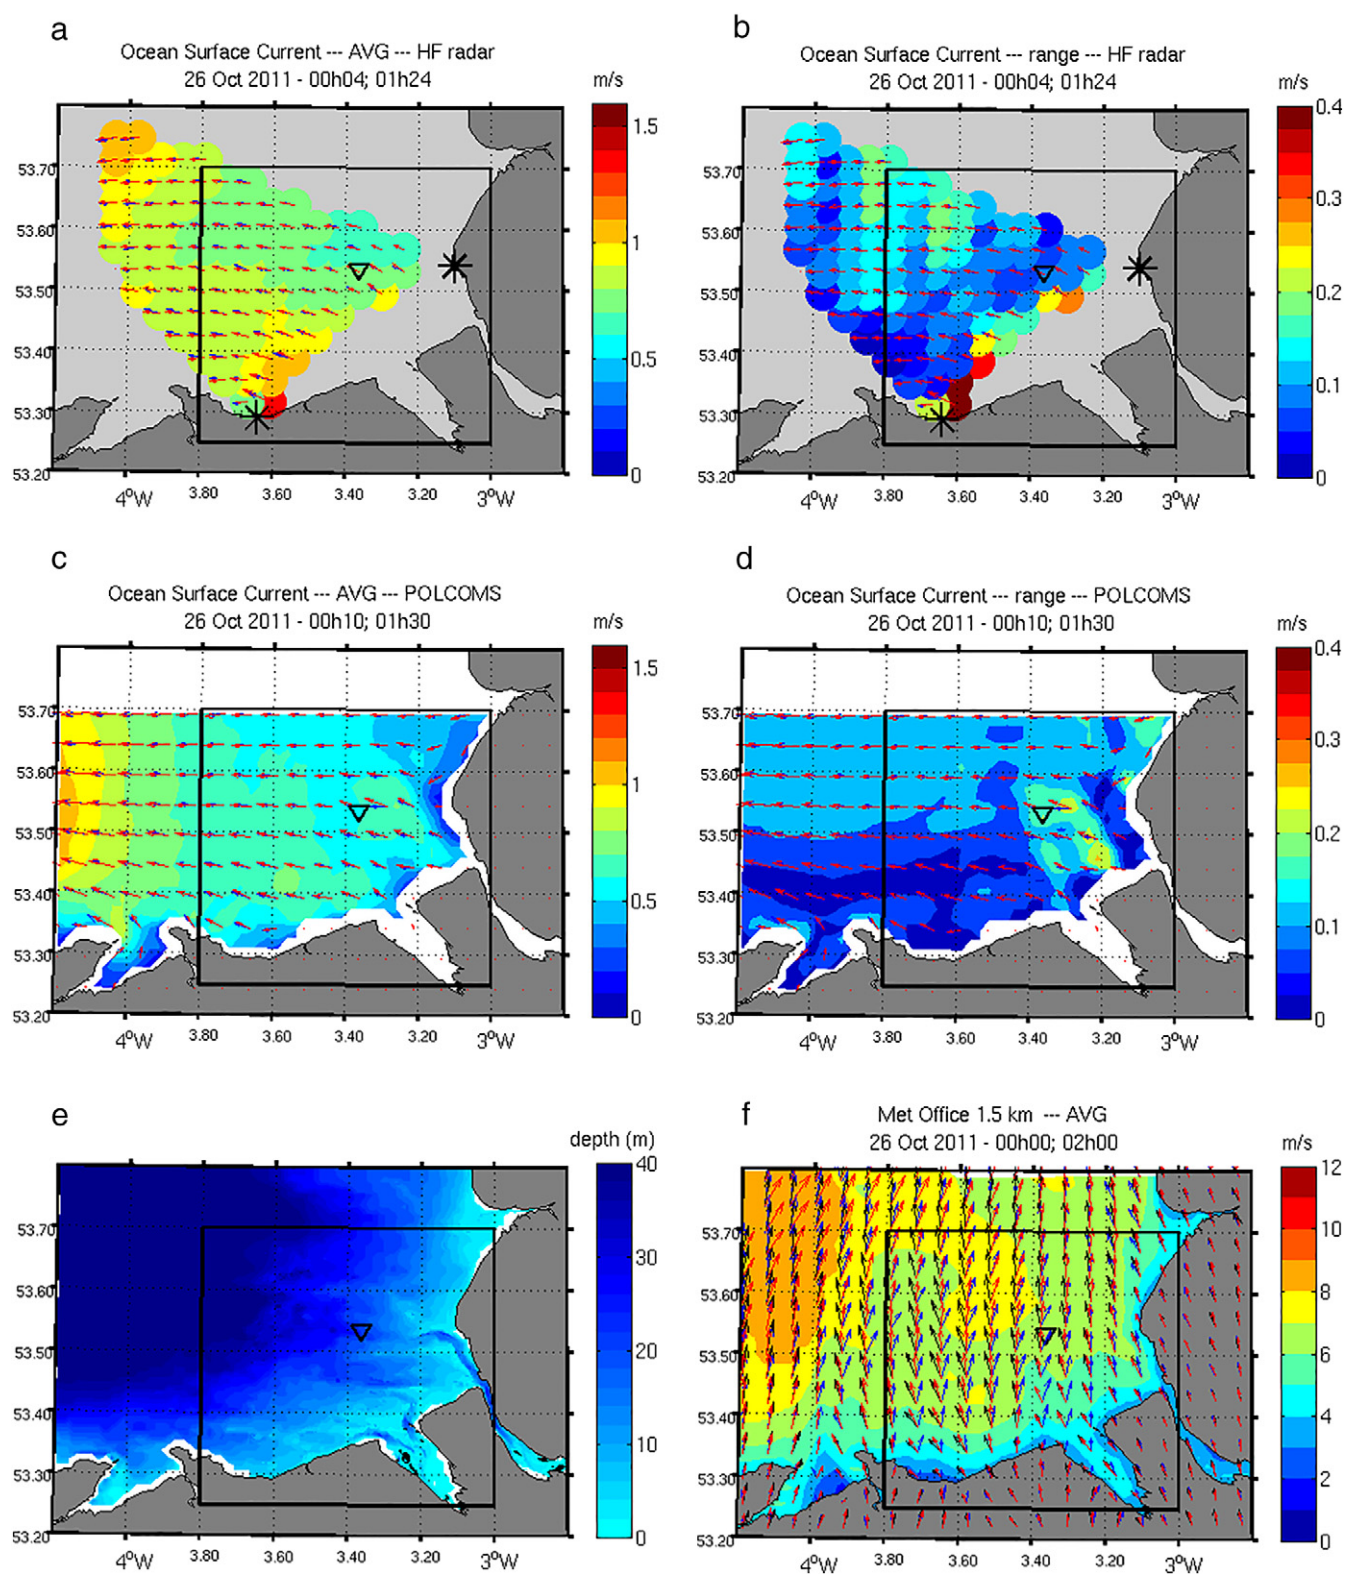 a
Ocean Surface Current --- AVG --- HF radar
26 Oct 2011 - 00h04; 01h24
m/s
1.5
1
0.5
0
53.70
53.60
53.50
53.40
53.30
53.20
4°W
3.80
3.60
3.40
3.20
3°W
b
Ocean Surface Current --- range --- HF radar
26 Oct 2011 - 00h04; 01h24
m/s
0.4
0.3
0.2
0.1
0
53.70
53.60
53.50
53.40
53.30
53.20
4°W
3.80
3.60
3.40
3.20
3°W
c
Ocean Surface Current --- AVG --- POLCOMS
26 Oct 2011 - 00h10; 01h30
m/s
1.5
1
0.5
0
53.70
53.60
53.50
53.40
53.30
53.20
4°W
3.80
3.60
3.40
3.20
3°W
d
Ocean Surface Current --- range --- POLCOMS
26 Oct 2011 - 00h10; 01h30
m/s
0.4
0.3
0.2
0.1
0
53.70
53.60
53.50
53.40
53.30
53.20
4°W
3.80
3.60
3.40
3.20
3°W
e
depth (m)
40
30
20
10
0
53.70
53.60
53.50
53.40
53.30
53.20
4°W
3.80
3.60
3.40
3.20
3°W
f
Met Office 1.5 km --- AVG
26 Oct 2011 - 00h00; 02h00
m/s
12
10
8
6
4
2
0
53.70
53.60
53.50
53.40
53.30
53.20
4°W
3.80
3.60
3.40
3.20
3°W